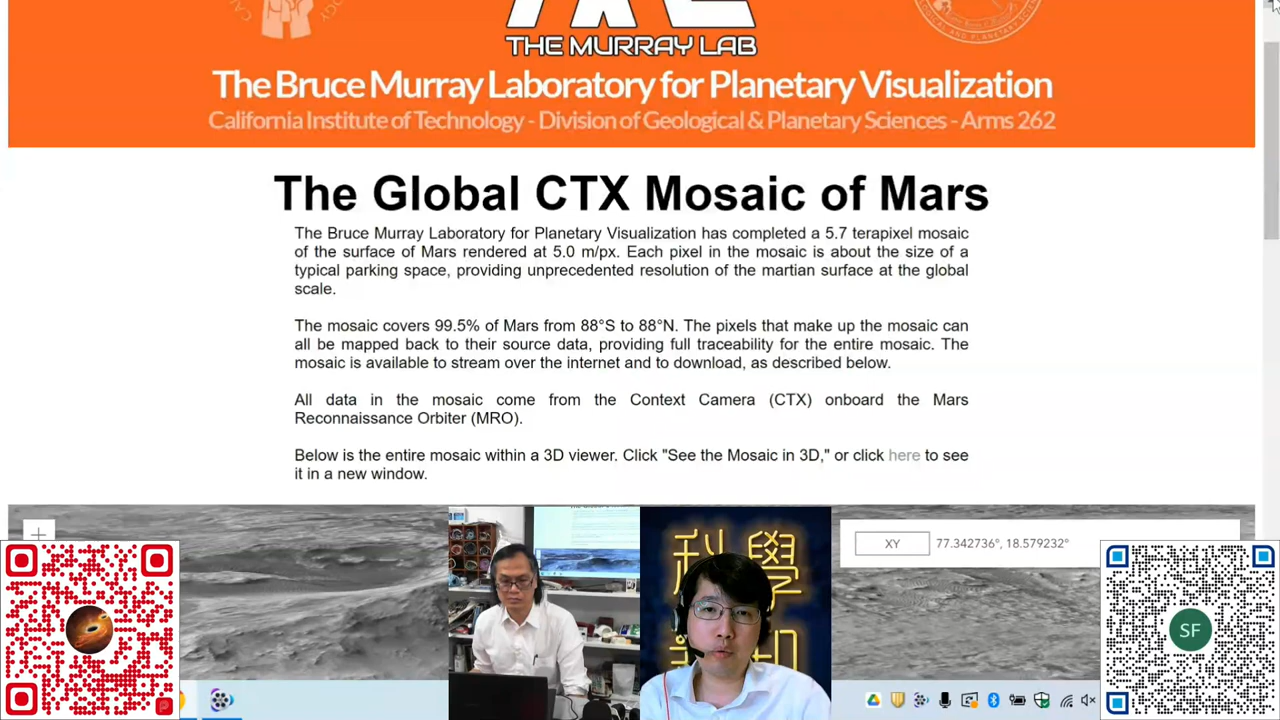 THE MURRAY LAB
The Bruce Murray Laboratory for Planetary Visualization
California Institute of Technology - Division of Geological & Planetary Sciences - Arms 262
The Global CTX Mosaic of Mars
The Bruce Murray Laboratory for Planetary Visualization has completed a 5.7 terapixel mosaic
of the surface of Mars rendered at 5.0 m/px. Each pixel in the mosaic is about the size of a
typical parking space, providing unprecedented resolution of the martian surface at the global
scale.
The mosaic covers 99.5% of Mars from 88°S to 88°N. The pixels that make up the mosaic can
all be mapped back to their source data, providing full traceability for the entire mosaic. The
mosaic is available to stream over the internet and to download, as described below.
All data in the mosaic come from the Context Camera (CTX) onboard the Mars
Reconnaissance Orbiter (MRO).
Below is the entire mosaic within a 3D viewer. Click "See the Mosaic in 3D," or click here to see
it in a new window.
+
XY 77.342736°, 18.579232°
科學
SF